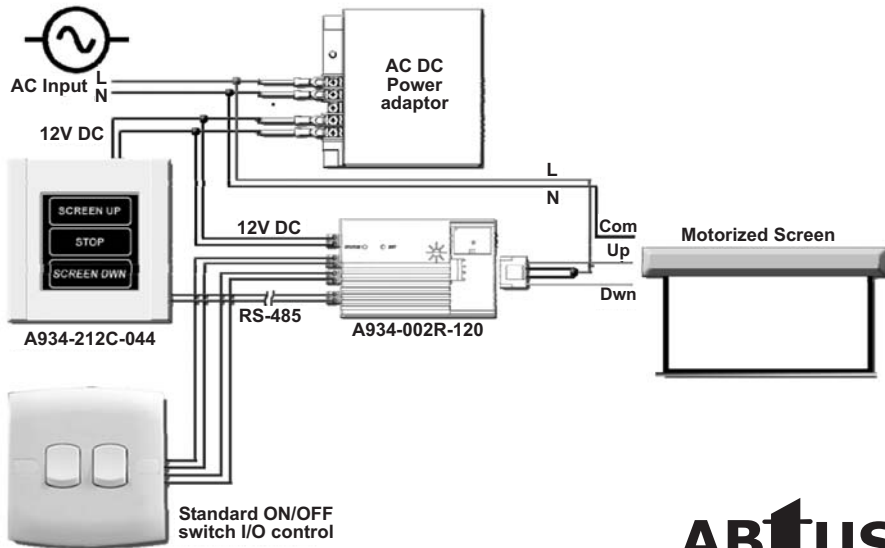 AC Input
L
N
AC DC
Power
adaptor
12V DC
SCREEN UP
STOP
SCREEN DWN
A934-212C-044
12V DC
RS-485
A934-002R-120
L
N
Com
Up
Dwn
Motorized Screen
Standard ON/OFF
switch I/O control
ABtUS